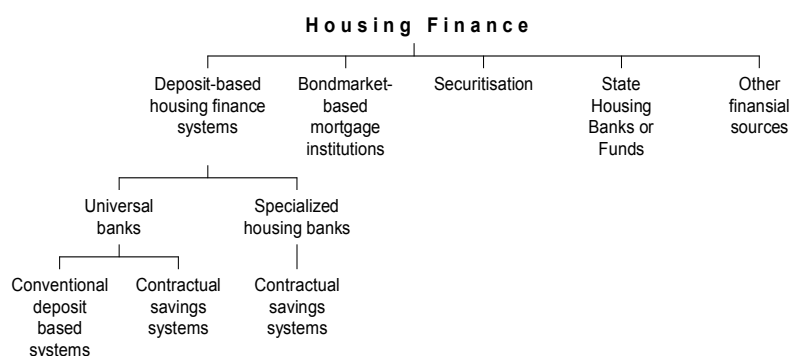 Housing Finance
Deposit-based
housing finance
systems
Bondmarket-
based
mortgage
institutions
Securitisation
State
Housing
Banks or
Funds
Other
finansial
sources
Universal
banks
Specialized
housing banks
Conventional
deposit
based
systems
Contractual
savings
systems
Contractual
savings
systems